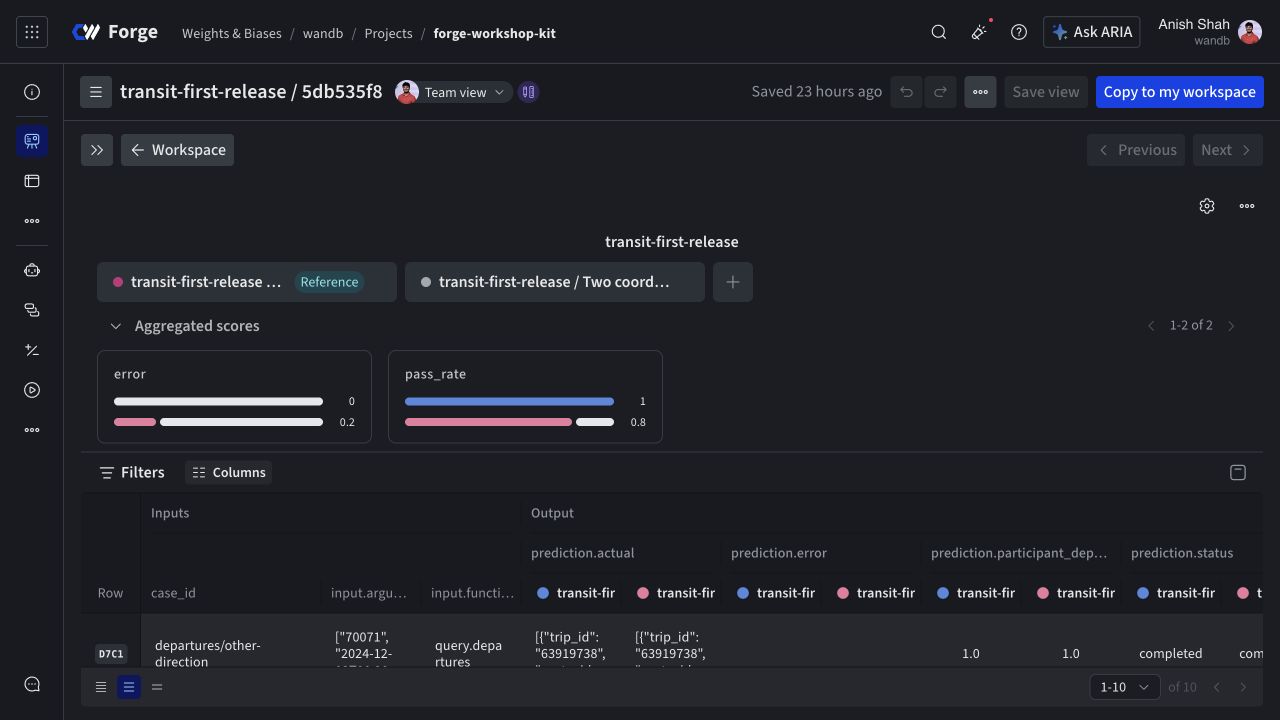 Forge
Weights & Biases / wandb / Projects / forge-workshop-kit
Ask ARIA
Anish Shah
wandb
transit-first-release / 5db535f8
Team view
Saved 23 hours ago
Save view
Copy to my workspace
Workspace
Previous
Next
transit-first-release
transit-first-release ...
Reference
transit-first-release / Two coord...
Aggregated scores
1-2 of 2
error
0
0.2
pass_rate
1
0.8
Filters
Columns
Inputs
Output
prediction.actual
prediction.error
prediction.participant_dep...
prediction.status
Row
case_id
input.argu...
input.functi...
transit-fir
transit-fir
transit-fir
transit-fir
transit-fir
transit-fir
transit-fir
t
D7C1
departures/other-
direction
["70071",
"2024-12-
query.depa
rtures
[{"trip_id":
"63919738",
[{"trip_id":
"63919738",
1.0
1.0
completed
com
1-10
of 10